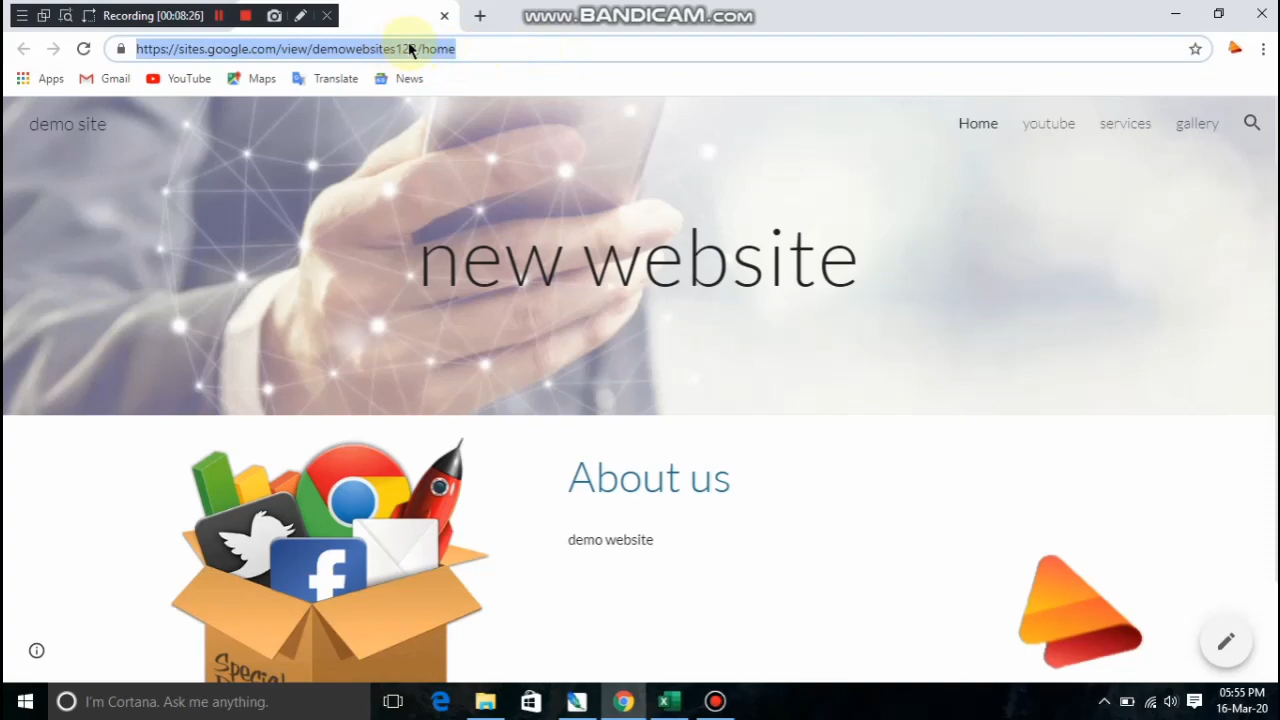 Recording [00:08:26]
www.BANDICAM.com
https://sites.google.com/view/demowebsites123/home
Apps Gmail YouTube Maps Translate News
demo site
Home youtube services gallery
new website
About us
demo website
Special
I'm Cortana. Ask me anything.
05:55 PM
16-Mar-20